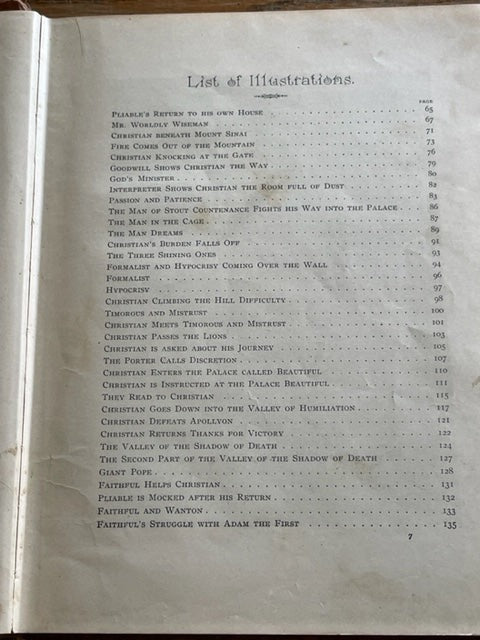 List of Illustrations.
PAGE
Pliable's Return to his own House 65
Mr. Worldly Wiseman 67
Christian beneath Mount Sinai 71
Fire Comes Out of the Mountain 73
Christian Knocking at the Gate 76
Goodwill Shows Christian the Way 79
God's Minister 80
Interpreter Shows Christian the Room full of Dust 82
Passion and Patience 83
The Man of Stout Countenance Fights his Way into the Palace 86
The Man in the Cage 87
The Man Dreams 89
Christian's Burden Falls Off 91
The Three Shining Ones 93
Formalist and Hypocrisy Coming Over the Wall 94
Formalist 96
Hypocrisy 97
Christian Climbing the Hill Difficulty 98
Timorous and Mistrust 100
Christian Meets Timorous and Mistrust 101
Christian Passes the Lions 103
Christian is asked about his Journey 105
The Porter Calls Discretion 107
Christian Enters the Palace called Beautiful 110
Christian is Instructed at the Palace Beautiful 111
They Read to Christian 115
Christian Goes Down into the Valley of Humiliation 117
Christian Defeats Apollyon 121
Christian Returns Thanks for Victory 122
The Valley of the Shadow of Death 124
The Second Part of the Valley of the Shadow of Death 127
Giant Pope 128
Faithful Helps Christian 131
Pliable is Mocked after his Return 132
Faithful and Wanton 133
Faithful's Struggle with Adam the First 135
7